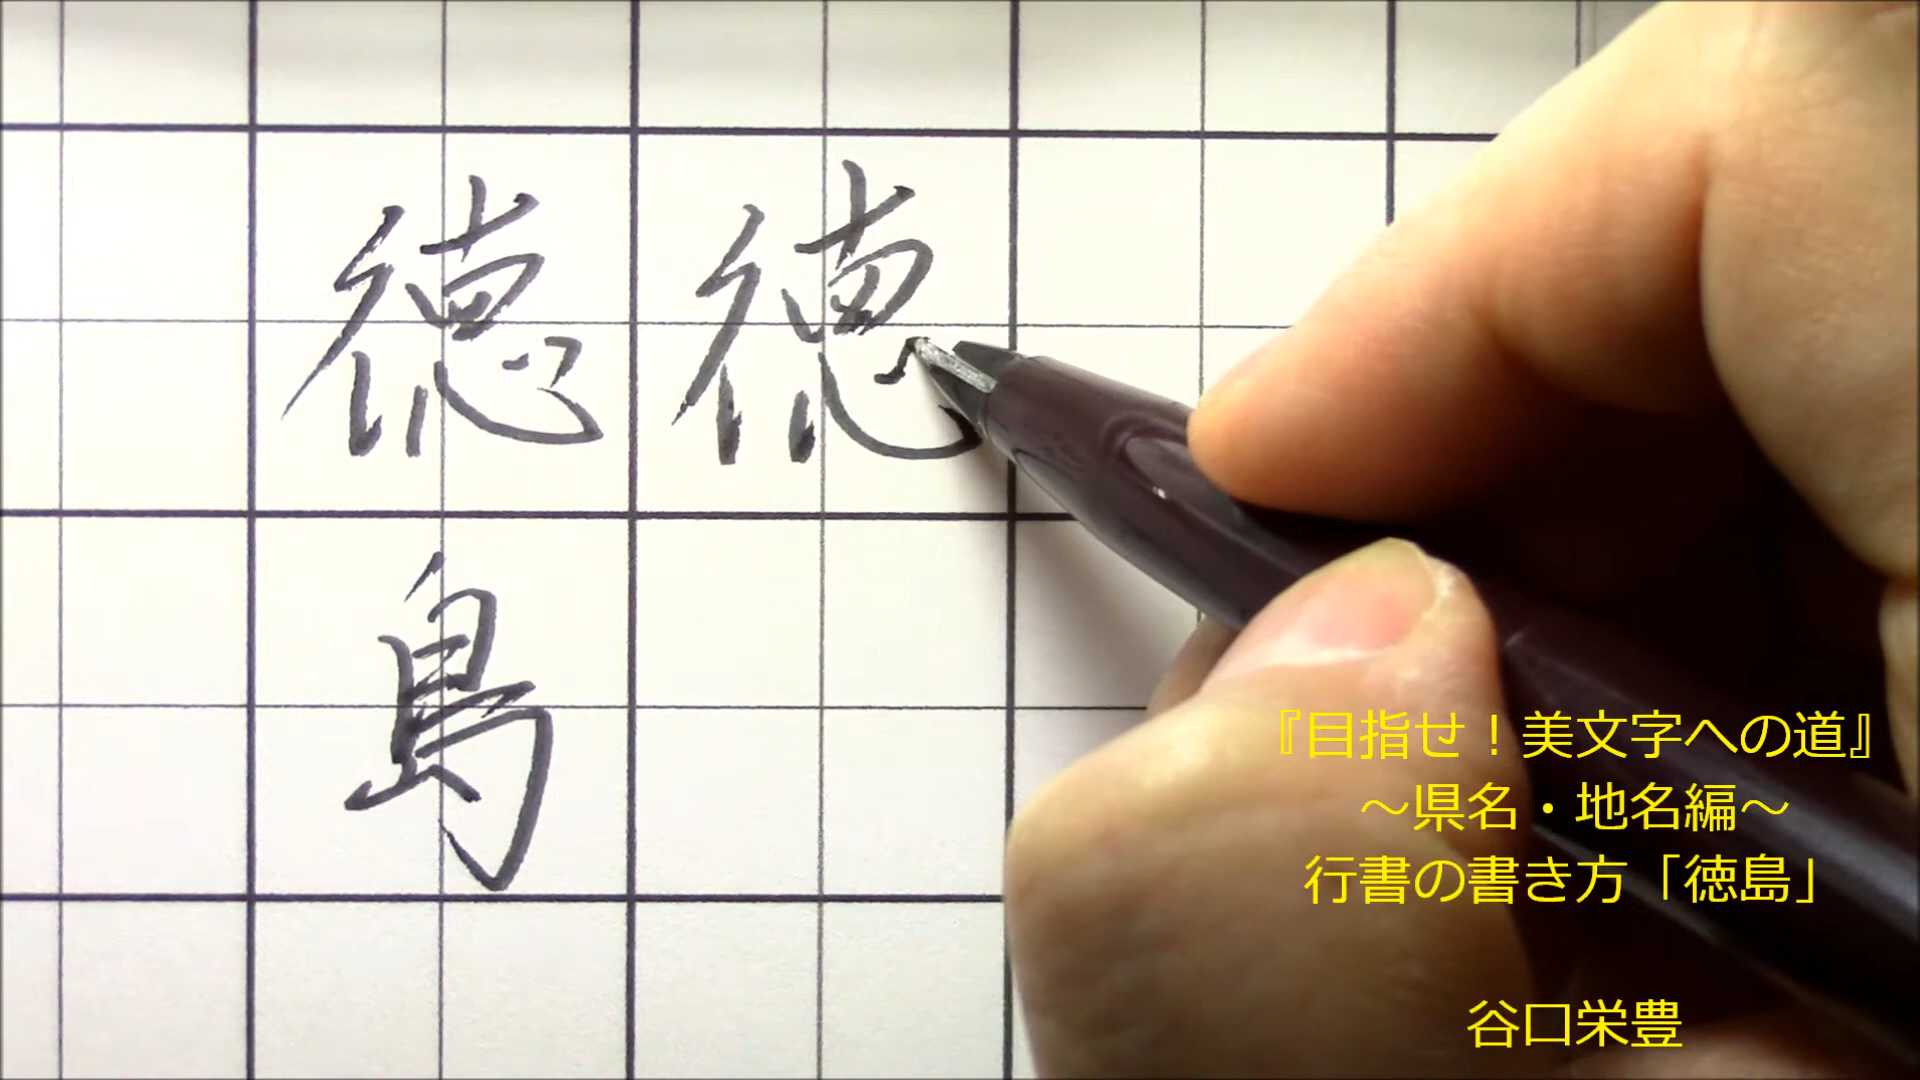 徳徳
島
『目指せ！美文字への道』
～県名・地名編～
行書の書き方「徳島」
谷口栄豊